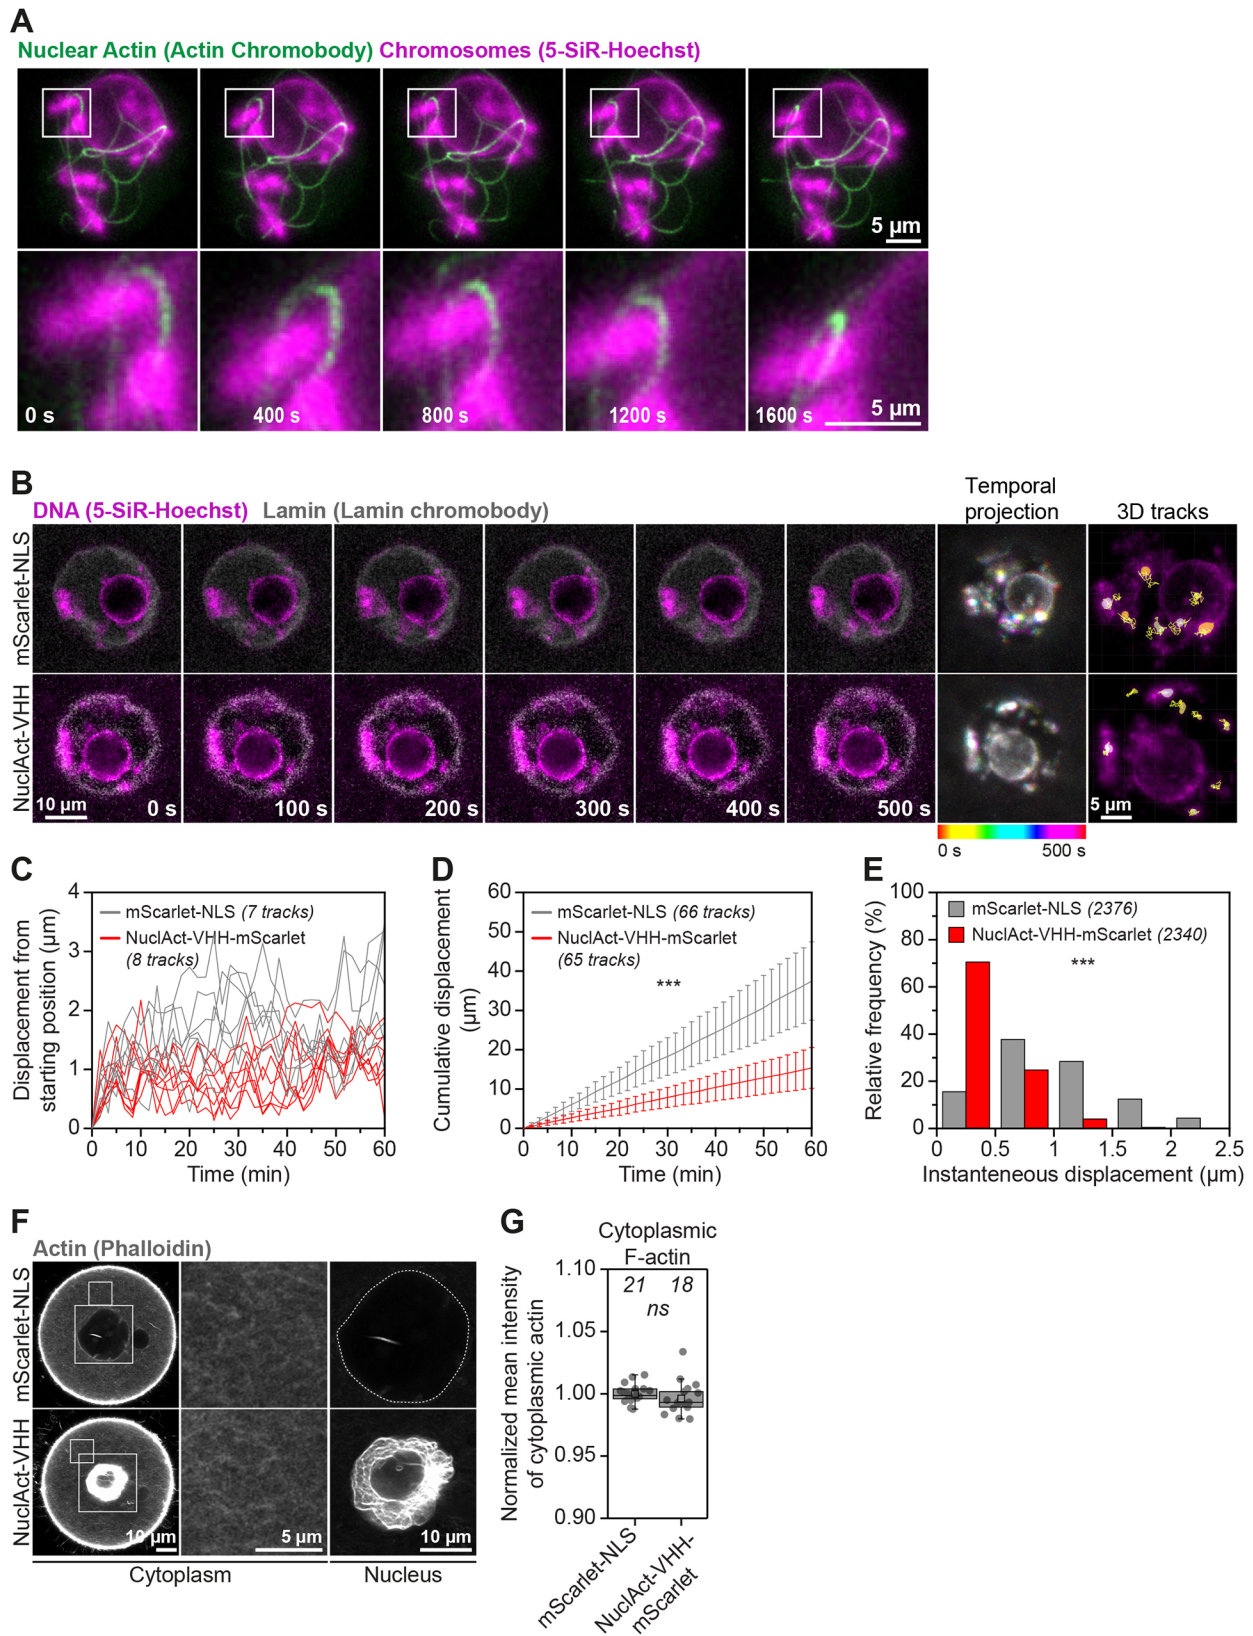 A
Nuclear Actin (Actin Chromobody) Chromosomes (5-SiR-Hoechst)
5 µm
0 s
400 s
800 s
1200 s
1600 s
5 µm
B
DNA (5-SiR-Hoechst) Lamin (Lamin chromobody)
Temporal
projection
3D tracks
mScarlet-NLS
NuclAct-VHH
10 µm
0 s
100 s
200 s
300 s
400 s
500 s
5 µm
0 s
500 s
C
Displacement from
starting position (µm)
4
3
2
1
0
mScarlet-NLS (7 tracks)
NuclAct-VHH-mScarlet
(8 tracks)
0 10 20 30 40 50 60
Time (min)
D
Cumulative displacement
(µm)
60
50
40
30
20
10
0
mScarlet-NLS (66 tracks)
NuclAct-VHH-mScarlet
(65 tracks)
***
0 10 20 30 40 50 60
Time (min)
E
Relative frequency (%)
100
80
60
40
20
0
mScarlet-NLS (2376)
NuclAct-VHH-mScarlet (2340)
***
0 0.5 1 1.5 2 2.5
Instanteneous displacement (µm)
F
Actin (Phalloidin)
mScarlet-NLS
NuclAct-VHH
10 µm
5 µm
10 µm
Cytoplasm
Nucleus
G
Cytoplasmic
F-actin
Normalized mean intensity
of cytoplasmic actin
1.10
1.05
1.00
0.95
0.90
21 18
ns
mScarlet-NLS
NuclAct-VHH-
mScarlet